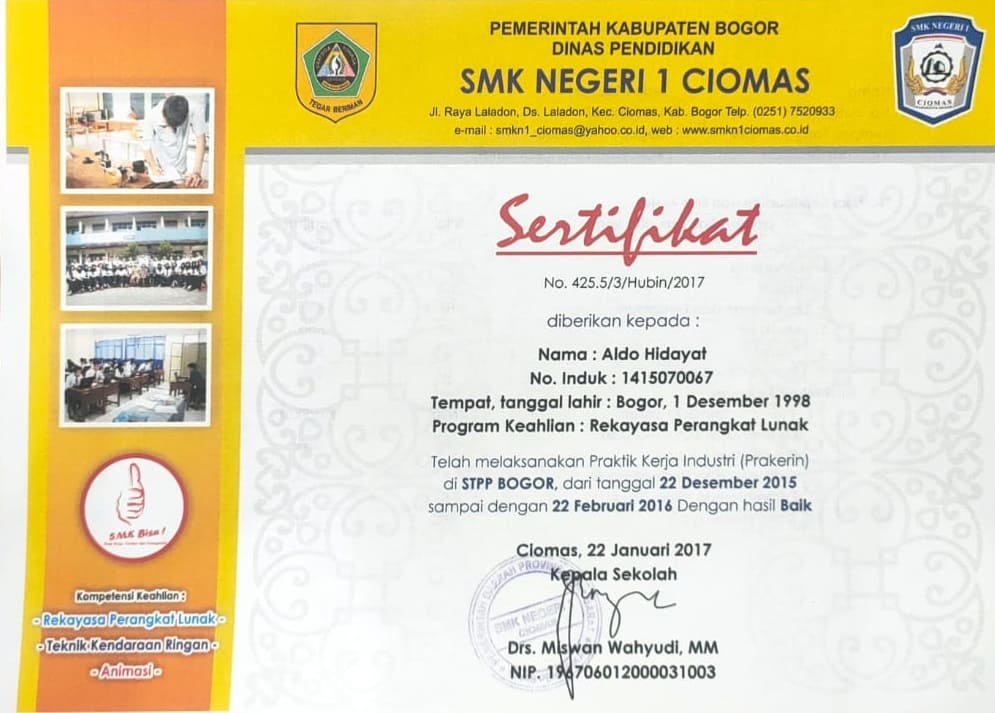 PEMERINTAH KABUPATEN BOGOR
DINAS PENDIDIKAN
SMK NEGERI 1 CIOMAS
Jl. Raya Laladon, Ds. Laladon, Kec. Ciomas, Kab. Bogor Telp. (0251) 7520933
e-mail : smkn1_ciomas@yahoo.co.id, web : www.smkn1ciomas.co.id
TEGAR BERIMAN
SMK NEGERI 1
CIOMAS
Sertifikat
No. 425.5/3/Hubin/2017
diberikan kepada :
Nama : Aldo Hidayat
No. Induk : 1415070067
Tempat, tanggal lahir : Bogor, 1 Desember 1998
Program Keahlian : Rekayasa Perangkat Lunak
Telah melaksanakan Praktik Kerja Industri (Prakerin)
di STPP BOGOR, dari tanggal 22 Desember 2015
sampai dengan 22 Februari 2016 Dengan hasil Baik
Ciomas, 22 Januari 2017
Kepala Sekolah
SMK NEGERI
CIOMAS
Drs. Miswan Wahyudi, MM
NIP. 196706012000031003
SMK Bisa!
Kompetensi Keahlian :
- Rekayasa Perangkat Lunak -
- Teknik Kendaraan Ringan -
- Animasi -